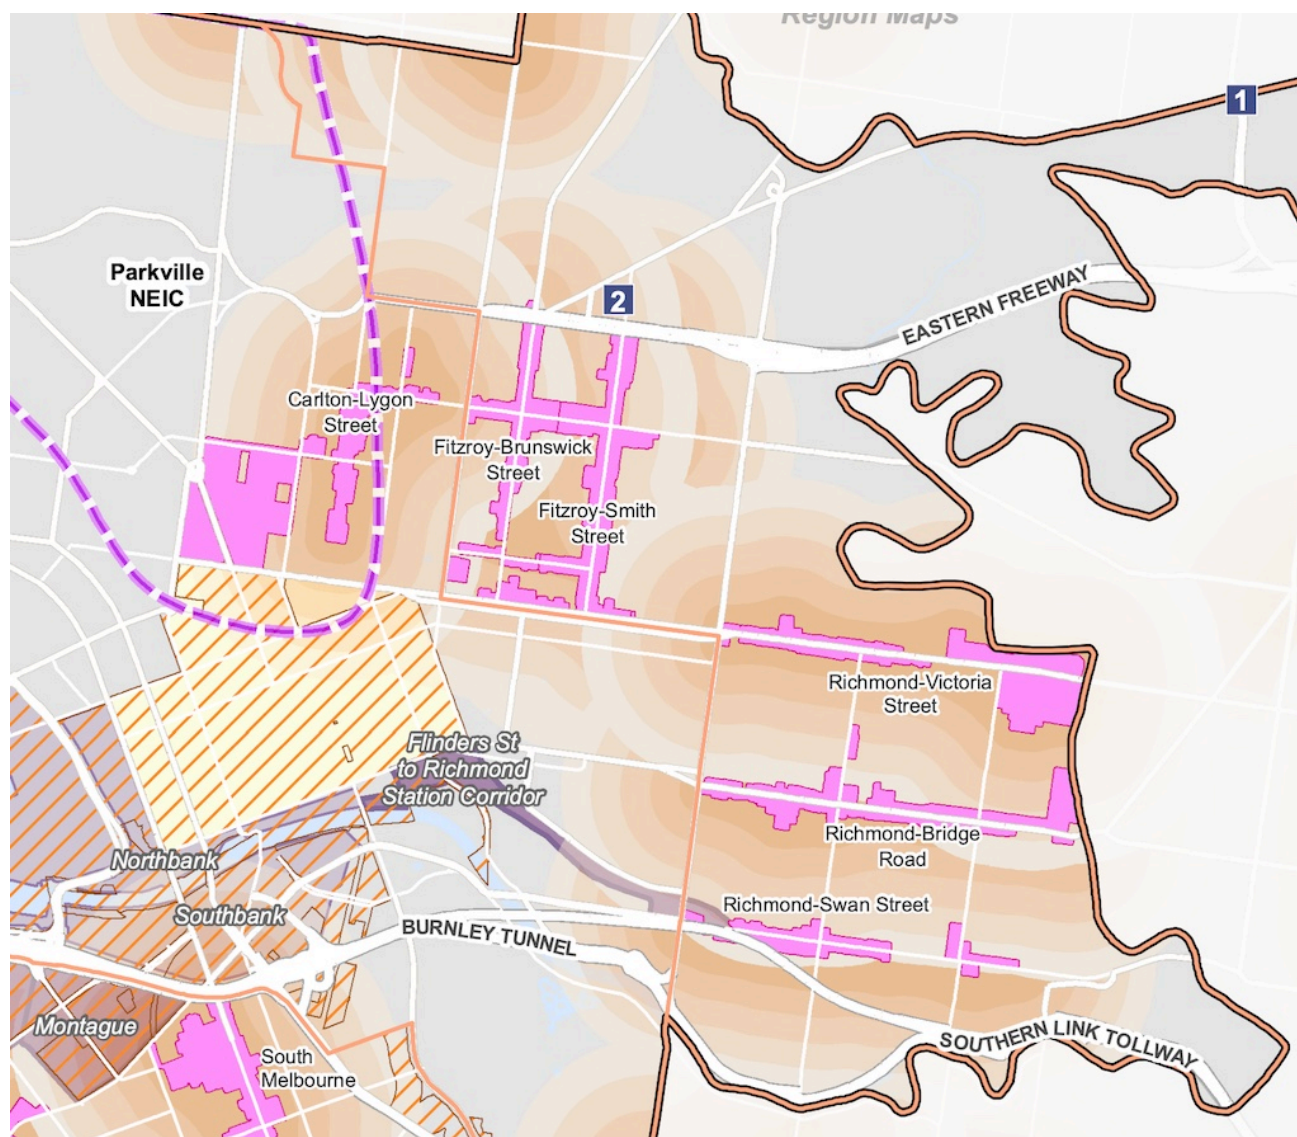 Region Maps
1
Parkville
NEIC
2
EASTERN FREEWAY
Carlton-Lygon
Street
Fitzroy-Brunswick
Street
Fitzroy-Smith
Street
Richmond-Victoria
Street
Flinders St
to Richmond
Station Corridor
Richmond-Bridge
Road
Northbank
Richmond-Swan Street
Southbank
BURNLEY TUNNEL
Montague
SOUTHERN LINK TOLLWAY
South
Melbourne